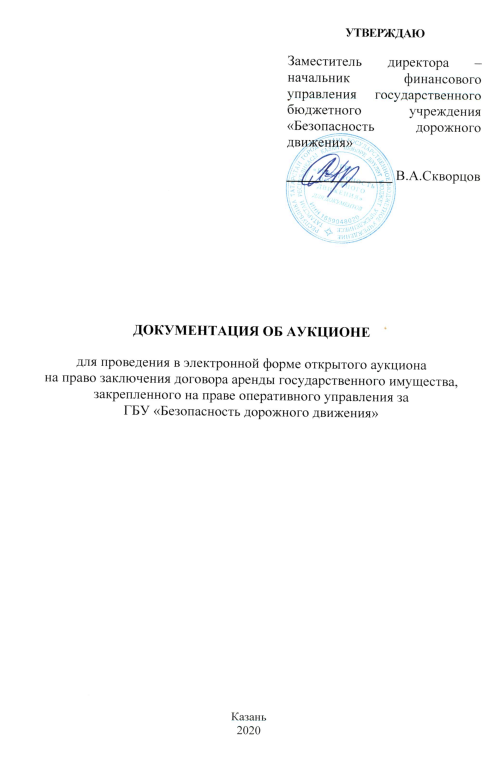 УТВЕРЖДАЮ
Заместитель директора –
начальник финансового
управления государственного
бюджетного учреждения
«Безопасность дорожного
движения»
В.А.Скворцов
ДОКУМЕНТАЦИЯ ОБ АУКЦИОНЕ
для проведения в электронной форме открытого аукциона
на право заключения договора аренды государственного имущества,
закрепленного на праве оперативного управления за
ГБУ «Безопасность дорожного движения»
Казань
2020